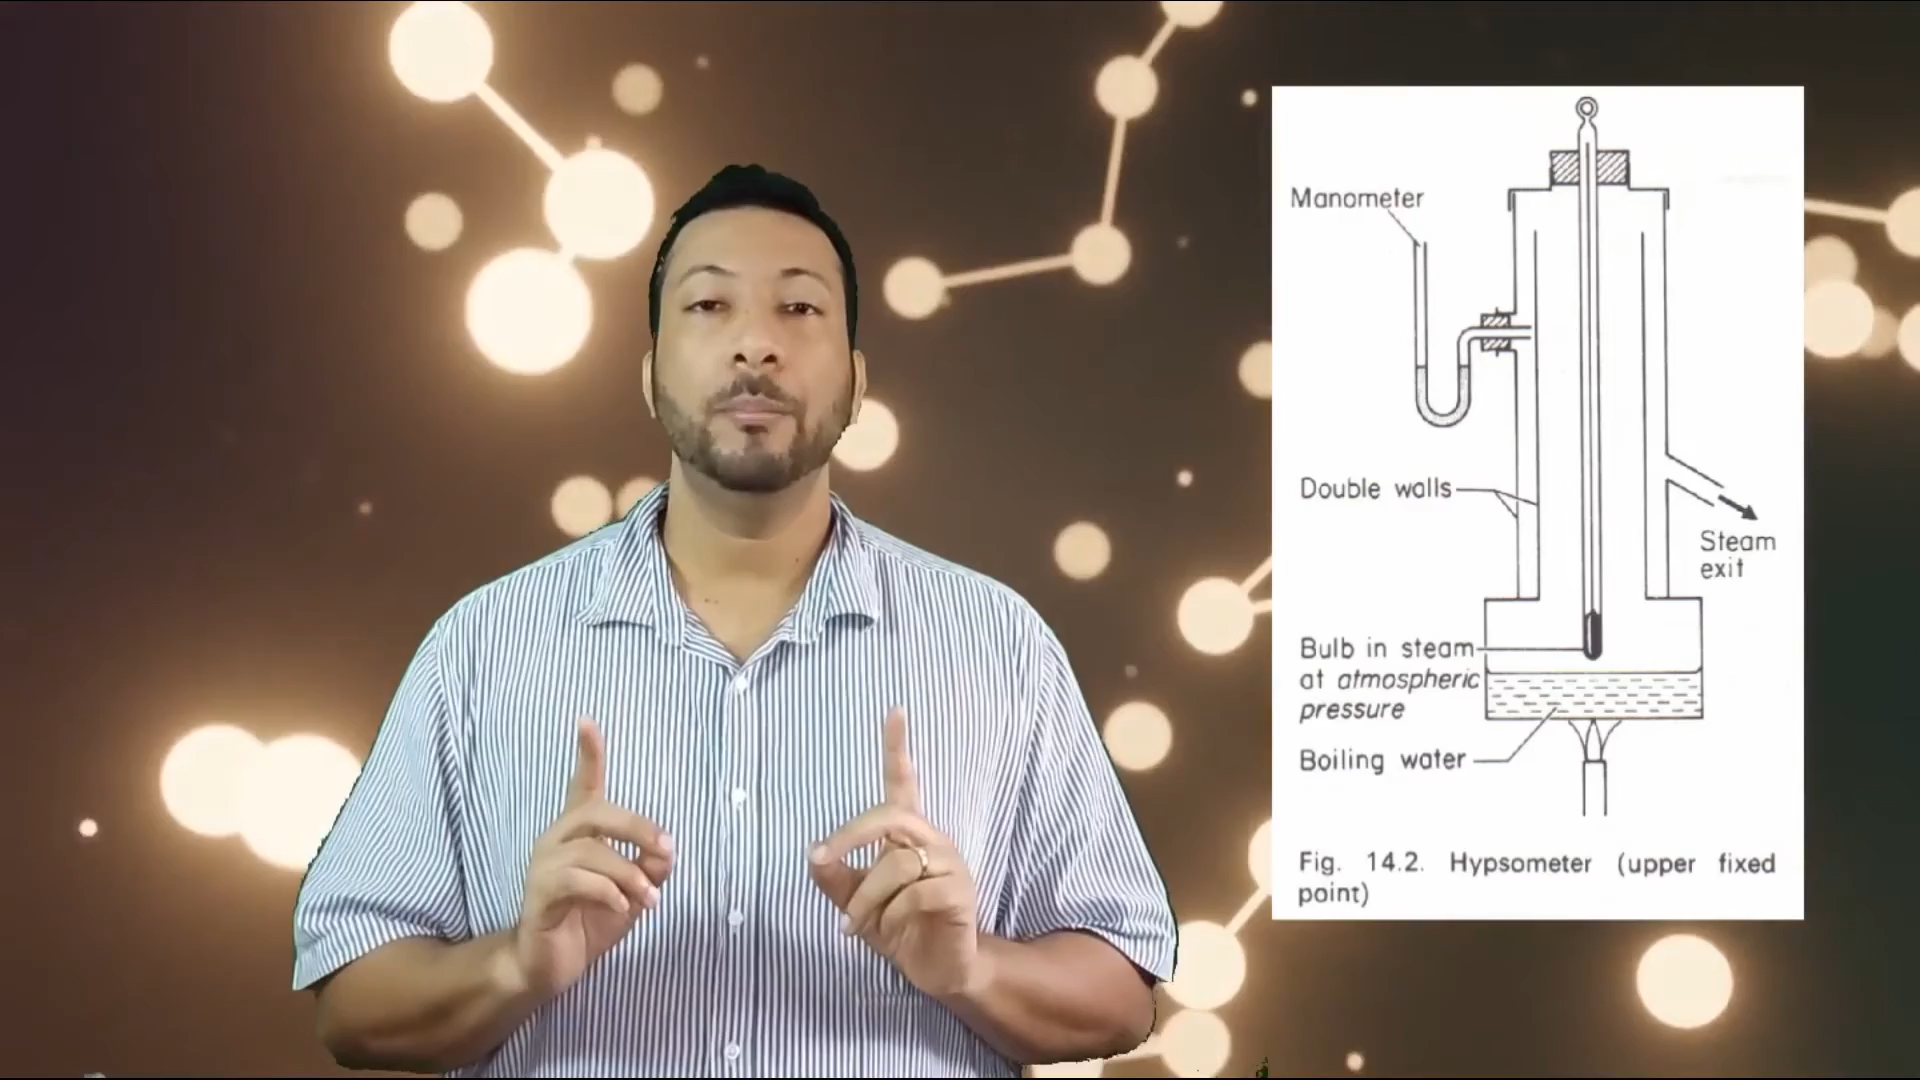 Manometer
Double walls
Steam
exit
Bulb in steam
at atmospheric
pressure
Boiling water
Fig. 14.2. Hypsometer (upper fixed
point)